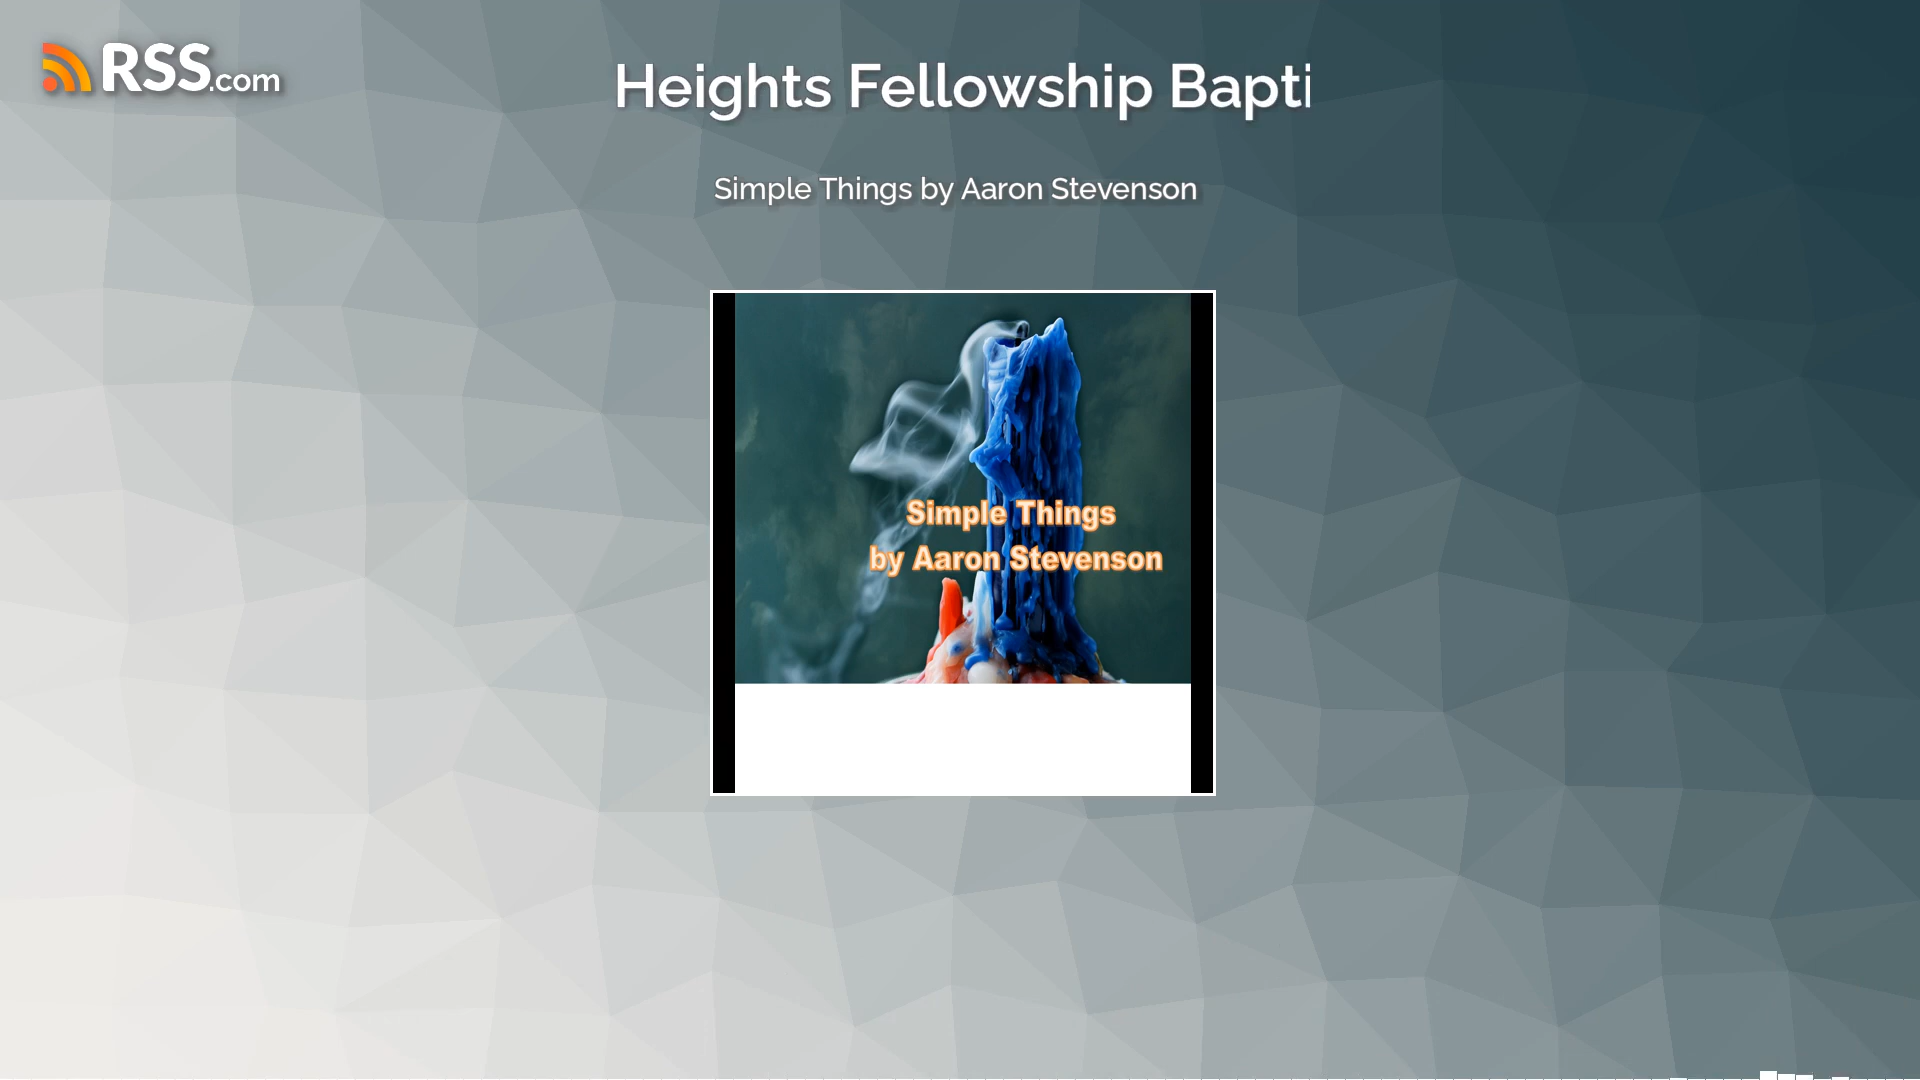 RSS.com
Heights Fellowship Bapti
Simple Things by Aaron Stevenson
Simple Things
by Aaron Stevenson